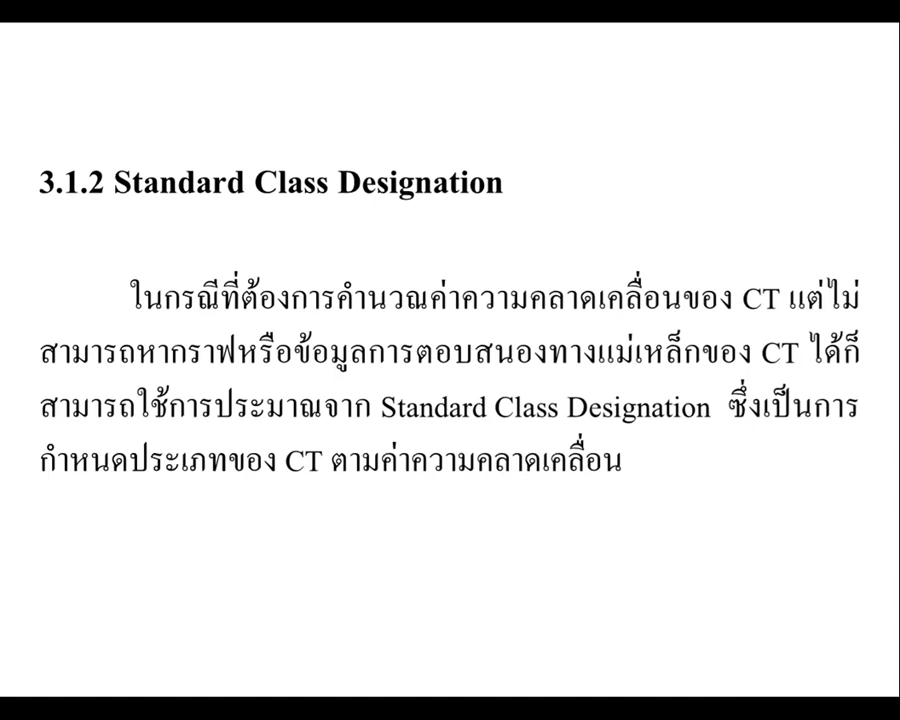 3.1.2 Standard Class Designation
ในกรณีที่ต้องการคำนวณค่าความคลาดเคลื่อนของ CT แต่ไม่
สามารถหากราฟหรือข้อมูลการตอบสนองทางแม่เหล็กของ CT ได้ก็
สามารถใช้การประมาณจาก Standard Class Designation ซึ่งเป็นการ
กำหนดประเภทของ CT ตามค่าความคลาดเคลื่อน